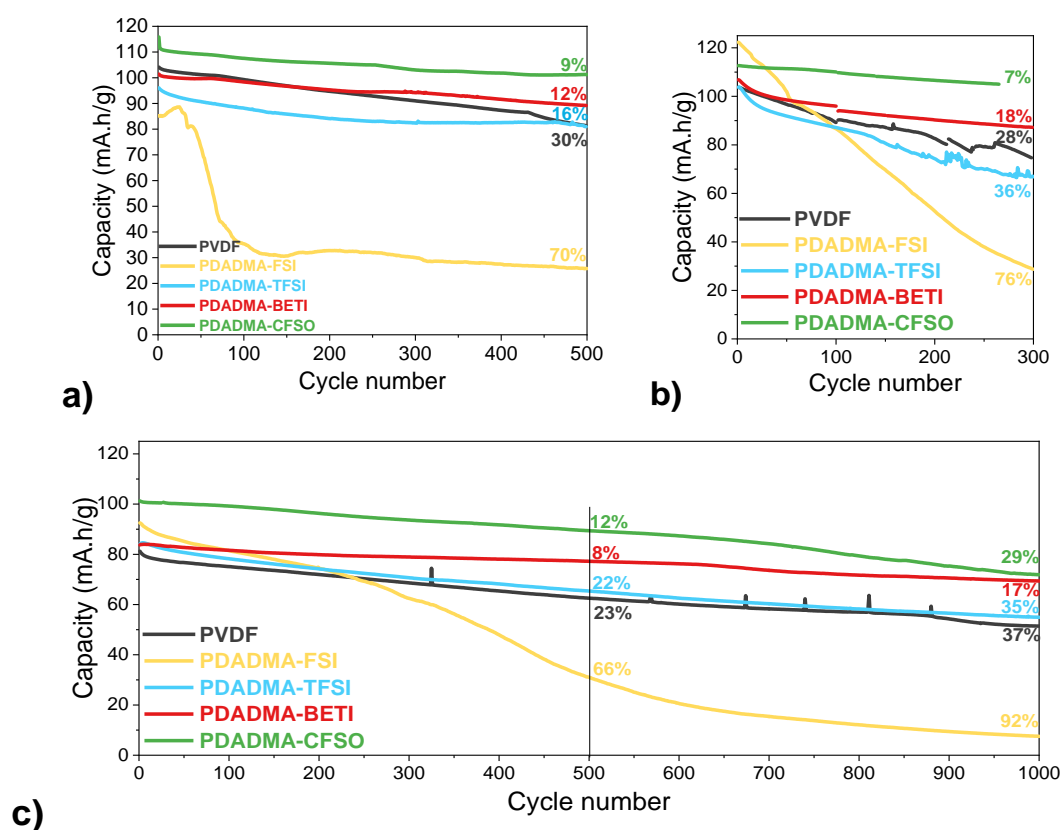 120
110
100
90
80
70
60
50
40
30
20
10
0
Capacity (mA.h/g)
9%
12%
16%
30%
70%
PVDF
PDADMA-FSI
PDADMA-TFSI
PDADMA-BETI
PDADMA-CFSO
0 100 200 300 400 500
Cycle number
a)
120
100
80
60
40
20
0
Capacity (mA.h/g)
7%
18%
28%
36%
76%
PVDF
PDADMA-FSI
PDADMA-TFSI
PDADMA-BETI
PDADMA-CFSO
0 100 200 300
Cycle number
b)
120
100
80
60
40
20
0
Capacity (mA.h/g)
12%
8%
22%
23%
66%
29%
17%
35%
37%
92%
PVDF
PDADMA-FSI
PDADMA-TFSI
PDADMA-BETI
PDADMA-CFSO
0 100 200 300 400 500 600 700 800 900 1000
Cycle number
c)